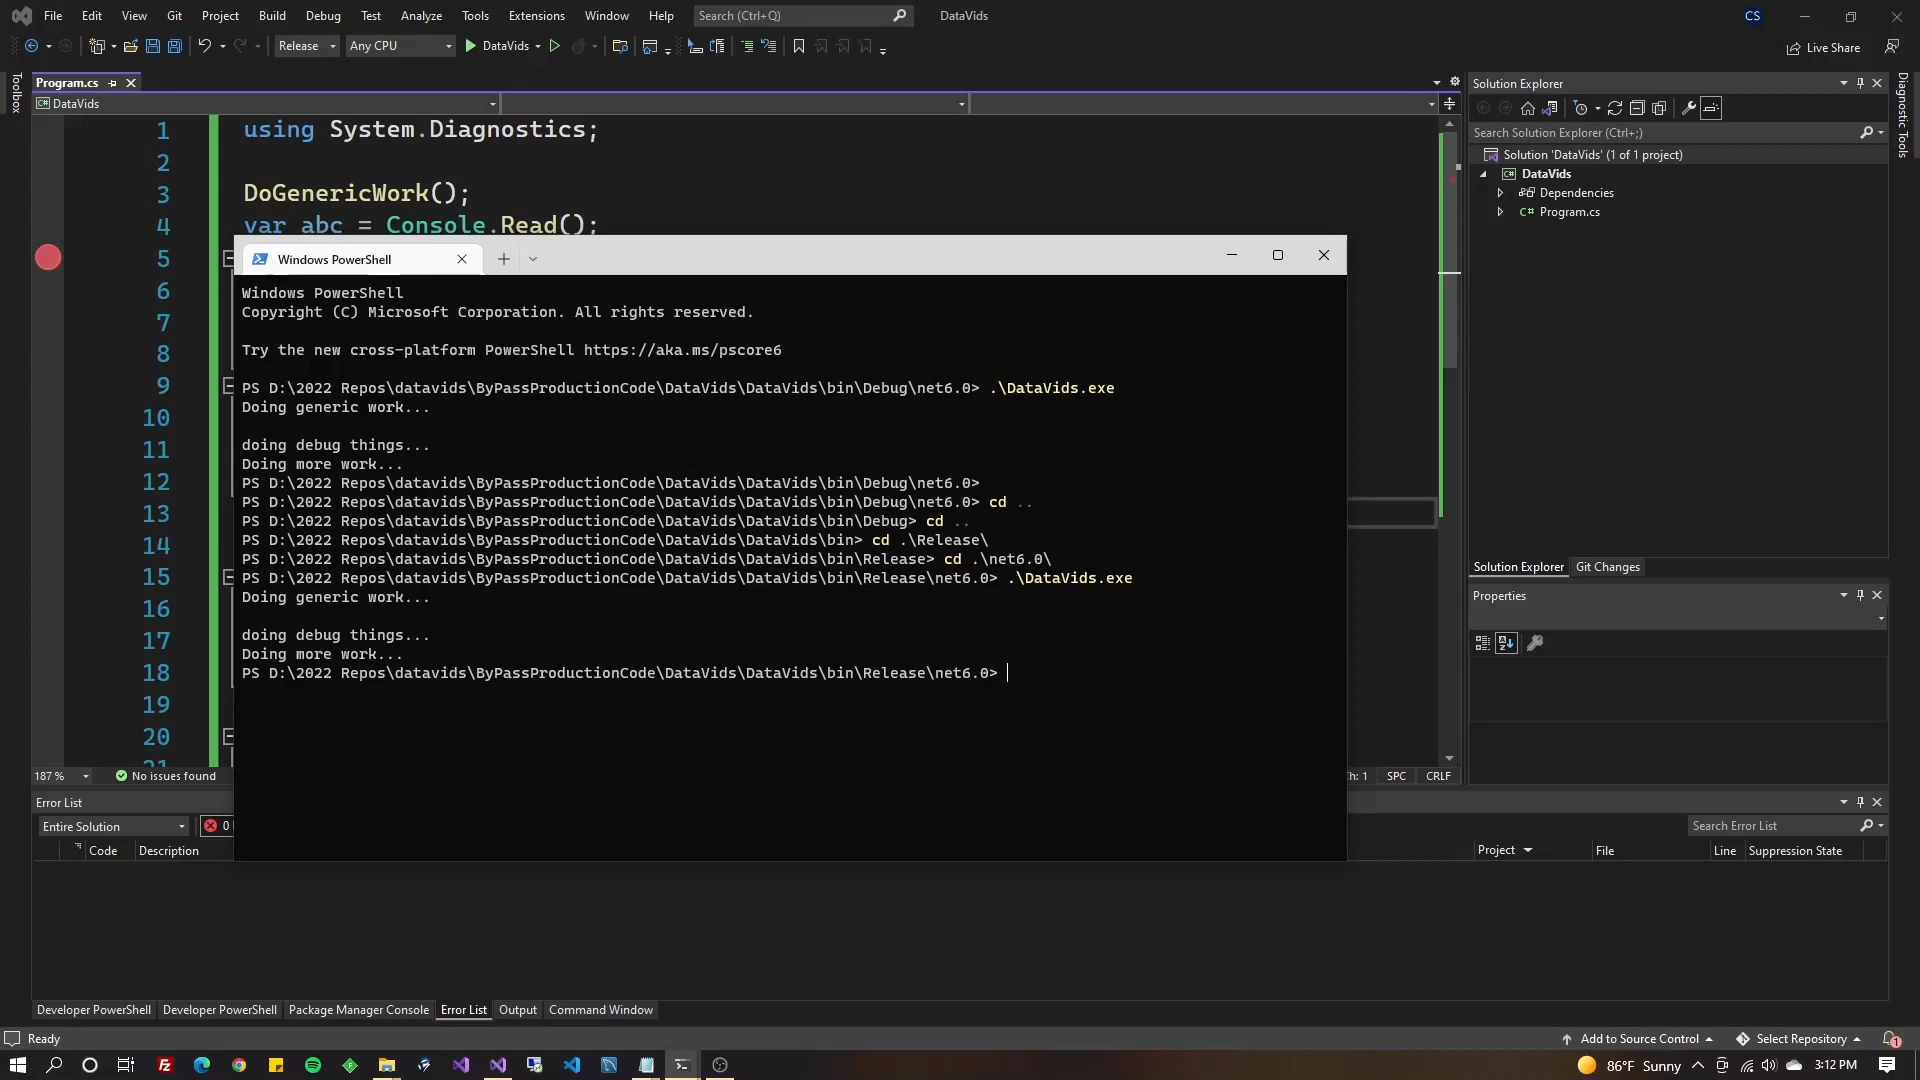 File Edit View Git Project Build Debug Test Analyze Tools Extensions Window Help Search (Ctrl+Q) DataVids CS
Release Any CPU DataVids Live Share
Toolbox
Program.cs
DataVids
1 using System.Diagnostics;
2
3 DoGenericWork();
4 var abc = Console.Read();
5
6
7
8
9
10
11
12
13
14
15
16
17
18
19
20
21
Windows PowerShell
Windows PowerShell
Copyright (C) Microsoft Corporation. All rights reserved.
Try the new cross-platform PowerShell https://aka.ms/pscore6
PS D:\2022 Repos\datavids\ByPassProductionCode\DataVids\DataVids\bin\Debug\net6.0> .\DataVids.exe
Doing generic work...
doing debug things...
Doing more work...
PS D:\2022 Repos\datavids\ByPassProductionCode\DataVids\DataVids\bin\Debug\net6.0>
PS D:\2022 Repos\datavids\ByPassProductionCode\DataVids\DataVids\bin\Debug\net6.0> cd ..
PS D:\2022 Repos\datavids\ByPassProductionCode\DataVids\DataVids\bin\Debug> cd ..
PS D:\2022 Repos\datavids\ByPassProductionCode\DataVids\DataVids\bin> cd .\Release\
PS D:\2022 Repos\datavids\ByPassProductionCode\DataVids\DataVids\bin\Release> cd .\net6.0\
PS D:\2022 Repos\datavids\ByPassProductionCode\DataVids\DataVids\bin\Release\net6.0> .\DataVids.exe
Doing generic work...
doing debug things...
Doing more work...
PS D:\2022 Repos\datavids\ByPassProductionCode\DataVids\DataVids\bin\Release\net6.0>
187 % No issues found Ch: 1 SPC CRLF
Solution Explorer
Search Solution Explorer (Ctrl+;)
Solution 'DataVids' (1 of 1 project)
DataVids
Dependencies
Program.cs
Solution Explorer Git Changes
Properties
Diagnostic Tools
Error List
Entire Solution 0 Search Error List
Code Description Project File Line Suppression State
Developer PowerShell Developer PowerShell Package Manager Console Error List Output Command Window
Ready Add to Source Control Select Repository 1
86°F Sunny 3:12 PM